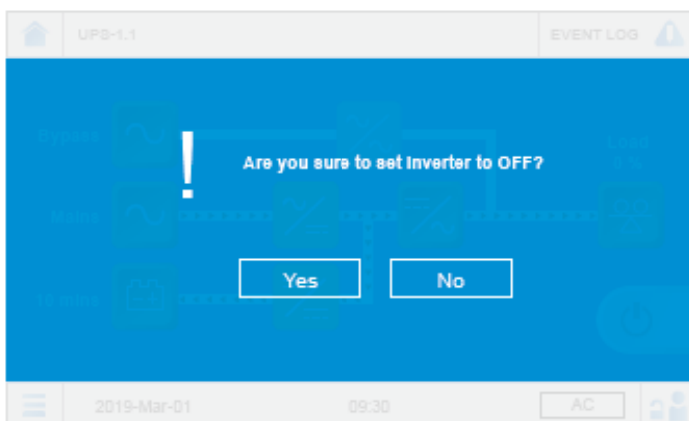 UPS-1.1
EVENT LOG
Bypass
Load
Are you sure to set Inverter to OFF?
Mains
Yes
No
2019-Mar-01
09:30
AC